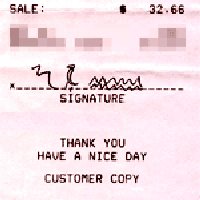 SALE: 32.66
x
SIGNATURE
THANK YOU
HAVE A NICE DAY
CUSTOMER COPY